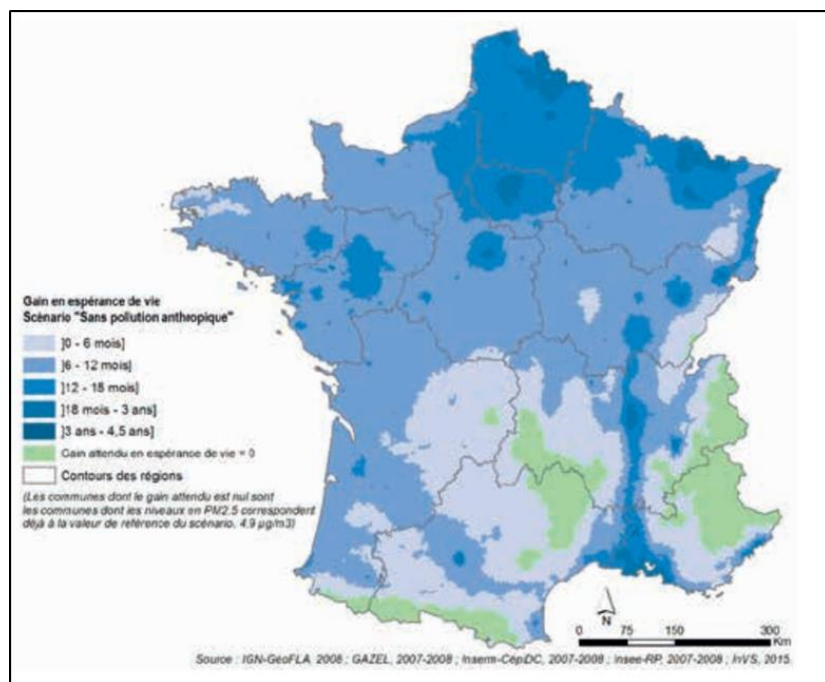 Gain en espérance de vie
Scénario "Sans pollution anthropique"
]0 - 6 mois]
]6 - 12 mois]
]12 - 18 mois]
]18 mois - 3 ans]
]3 ans - 4,5 ans]
Gain attendu en espérance de vie = 0
Contours des régions
(Les communes dont le gain attendu est nul sont
les communes dont les niveaux en PM2.5 correspondent
déjà à la valeur de référence du scénario, 4.9 µg/m3)
N
0 75 150 300
Km
Source : IGN-GéoFLA, 2008 ; GAZEL, 2007-2008 ; Inserm-CépiDC, 2007-2008 ; Insee-RP, 2007-2008 ; InVS, 2015.